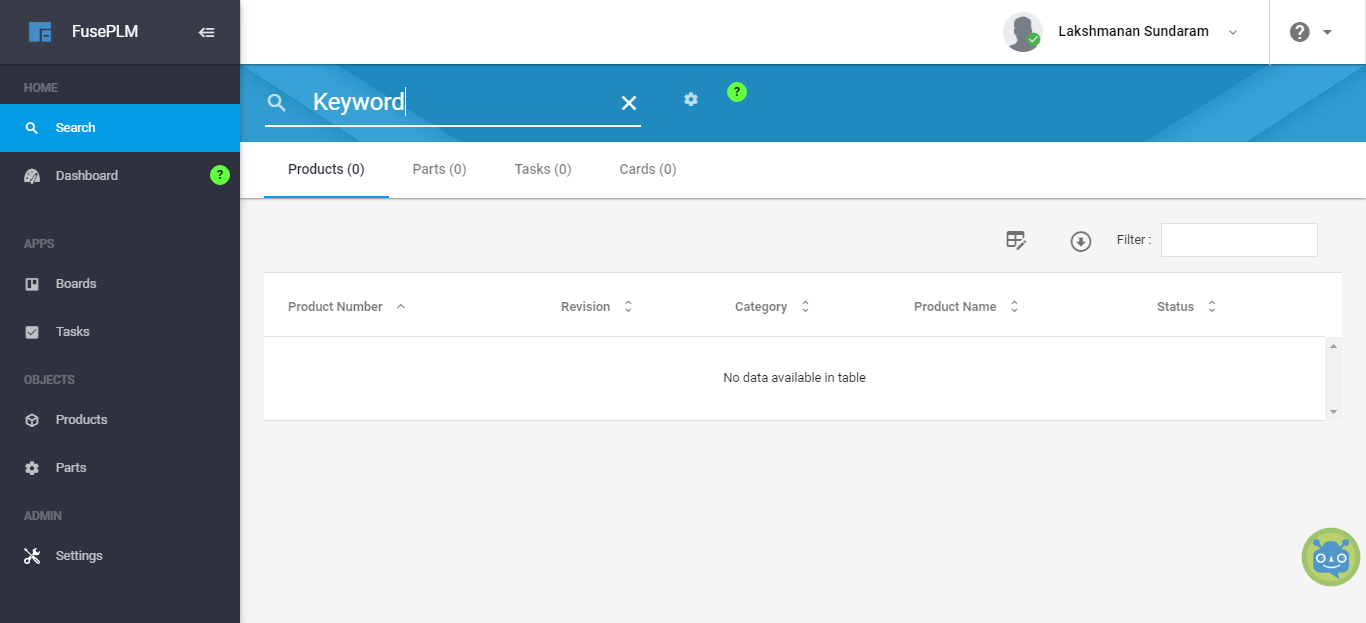 FusePLM
Lakshmanan Sundaram
?
HOME
Search
Dashboard
?
APPS
Boards
Tasks
OBJECTS
Products
Parts
ADMIN
Settings
Keyword
?
Products (0)
Parts (0)
Tasks (0)
Cards (0)
Filter :
Product Number
Revision
Category
Product Name
Status
No data available in table